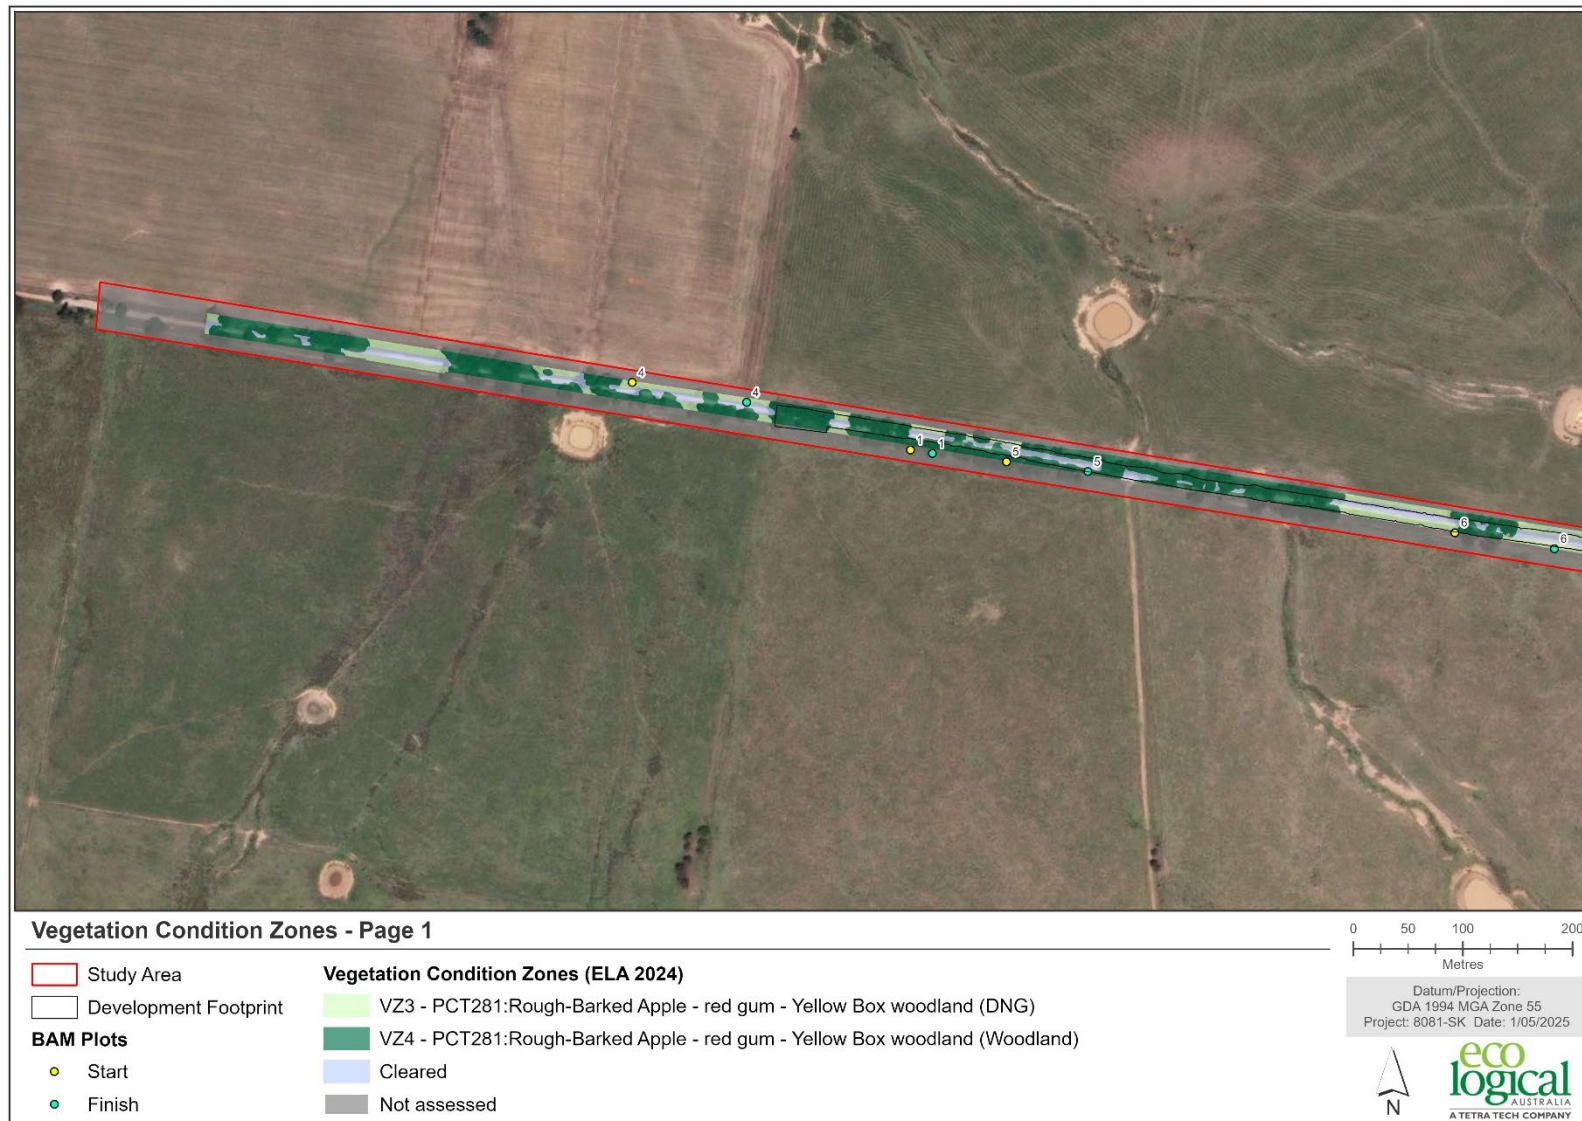 4
4
1
1
5
5
6
6
Vegetation Condition Zones - Page 1
Study Area
Development Footprint
BAM Plots
Start
Finish
Vegetation Condition Zones (ELA 2024)
VZ3 - PCT281:Rough-Barked Apple - red gum - Yellow Box woodland (DNG)
VZ4 - PCT281:Rough-Barked Apple - red gum - Yellow Box woodland (Woodland)
Cleared
Not assessed
0 50 100 200
Metres
Datum/Projection:
GDA 1994 MGA Zone 55
Project: 8081-SK Date: 1/05/2025
N
eco
logical
AUSTRALIA
A TETRA TECH COMPANY